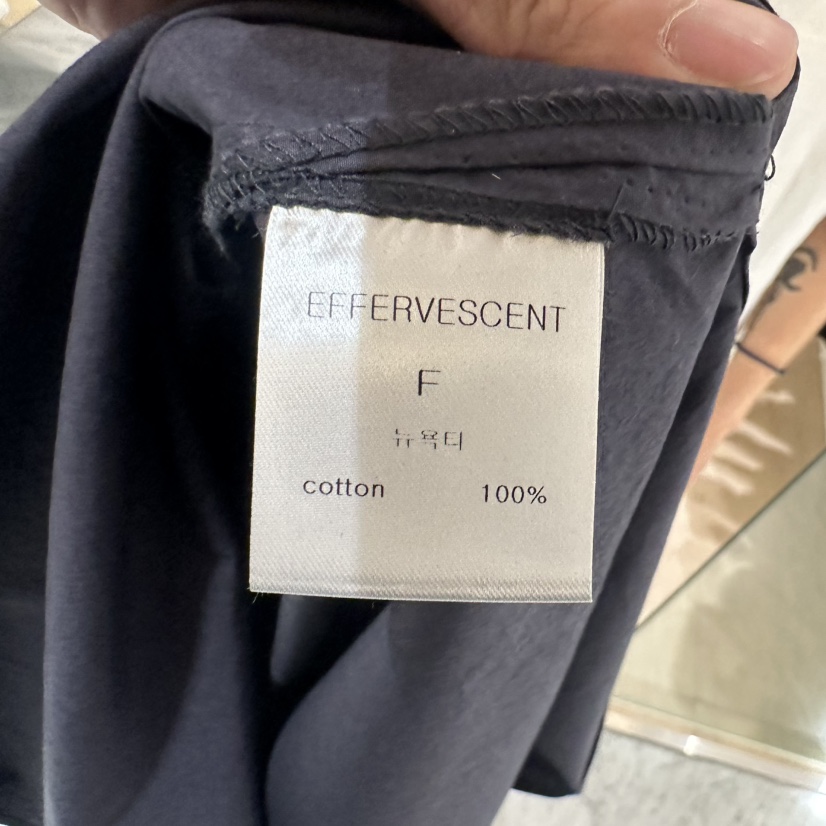 EFFERVESCENT
F
뉴욕티
cotton 100%